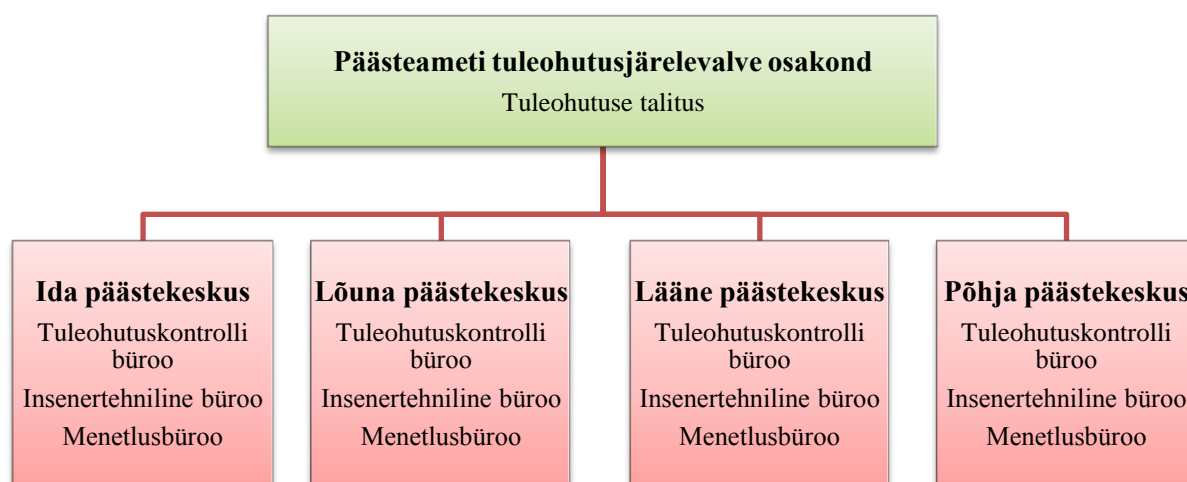 Päästeameti tuleohutusjärelevalve osakond
Tuleohutuse talitus
Ida päästekeskus
Tuleohutuskontrolli
büroo
Insenertehniline büroo
Menetlusbüroo
Lõuna päästekeskus
Tuleohutuskontrolli
büroo
Insenertehniline büroo
Menetlusbüroo
Lääne päästekeskus
Tuleohutuskontrolli
büroo
Insenertehniline büroo
Menetlusbüroo
Põhja päästekeskus
Tuleohutuskontrolli
büroo
Insenertehniline büroo
Menetlusbüroo